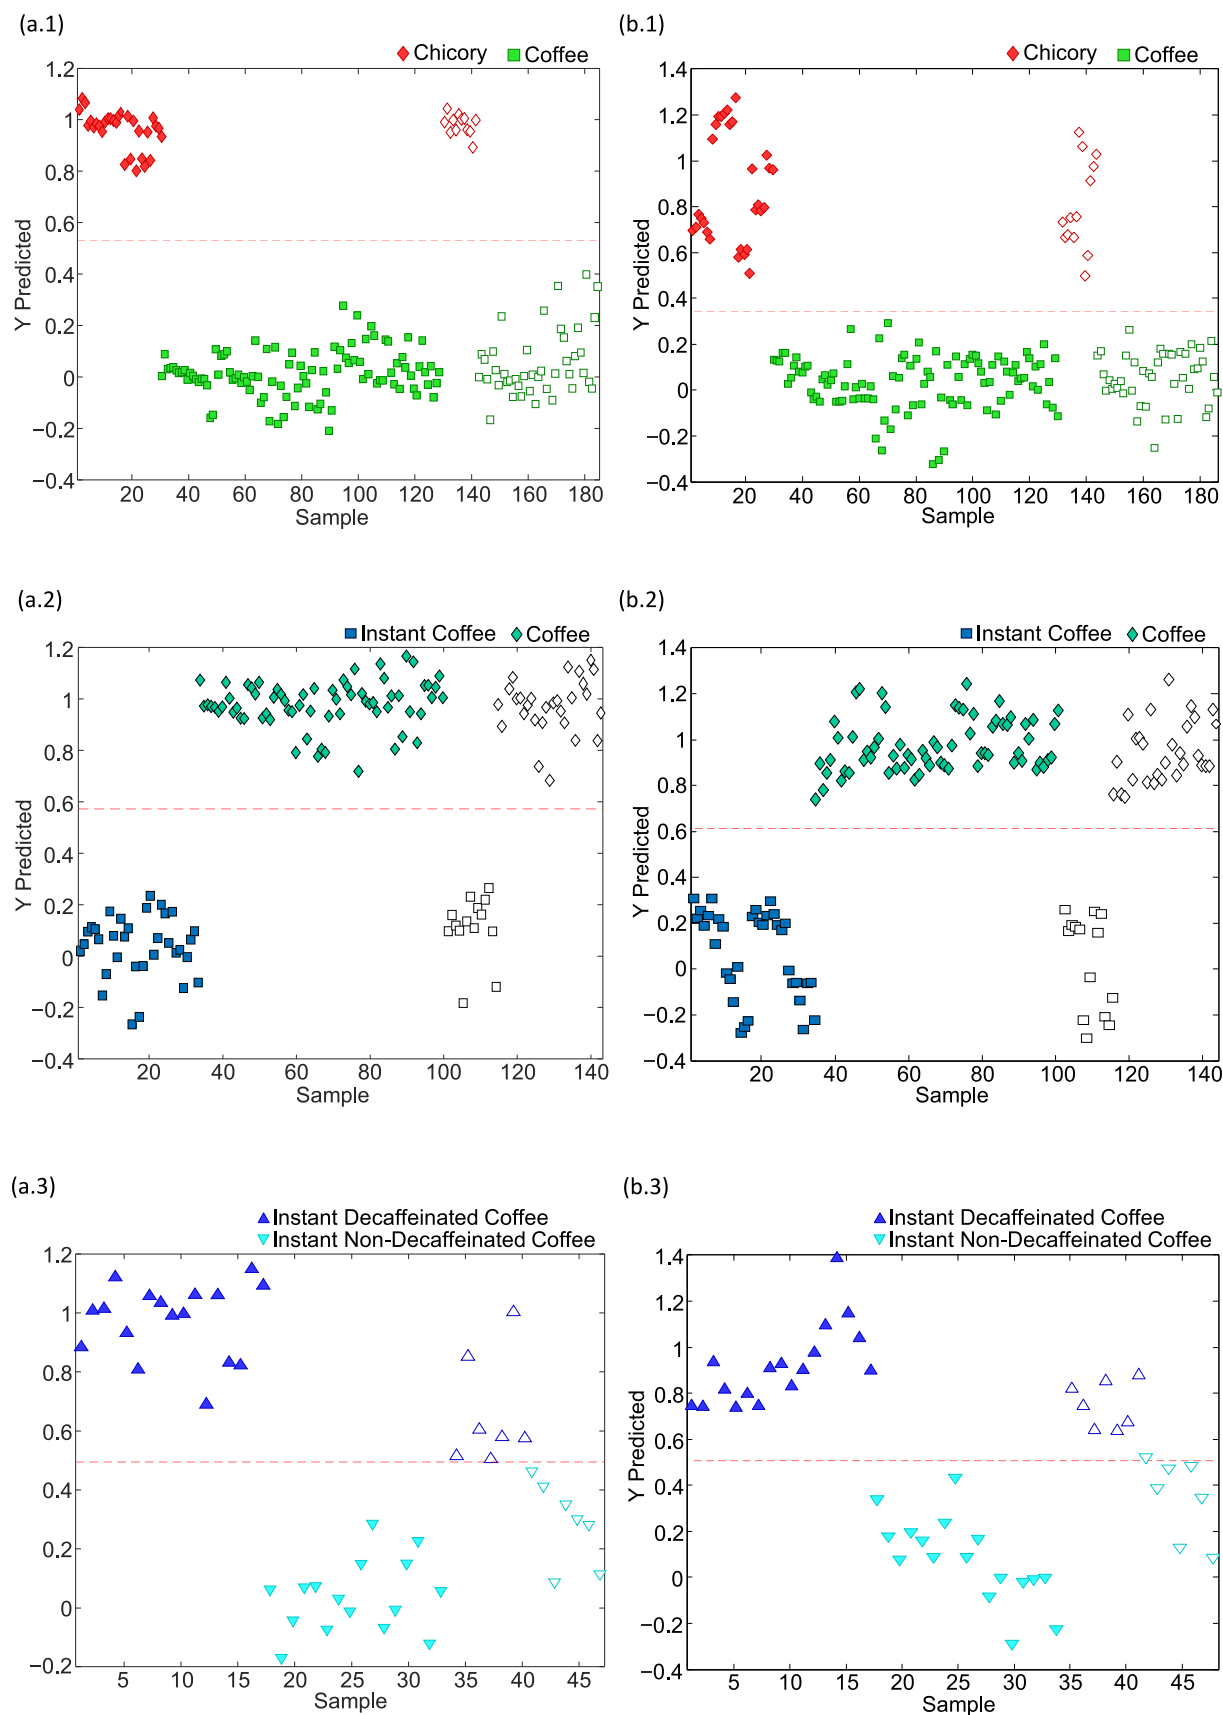 (a.1)
Chicory Coffee
1.2
1
0.8
0.6
0.4
0.2
0
−0.2
−0.4
Y Predicted
20 40 60 80 100 120 140 160 180
Sample
(b.1)
Chicory Coffee
1.4
1.2
1
0.8
0.6
0.4
0.2
0
−0.2
−0.4
Y Predicted
20 40 60 80 100 120 140 160 180
Sample
(a.2)
Instant Coffee Coffee
1.2
1
0.8
0.6
0.4
0.2
0
−0.2
−0.4
Y Predicted
20 40 60 80 100 120 140
Sample
(b.2)
Instant Coffee Coffee
1.4
1.2
1
0.8
0.6
0.4
0.2
0
−0.2
−0.4
Y Predicted
20 40 60 80 100 120 140
Sample
(a.3)
Instant Decaffeinated Coffee
Instant Non-Decaffeinated Coffee
1.2
1
0.8
0.6
0.4
0.2
0
−0.2
Y Predicted
5 10 15 20 25 30 35 40 45
Sample
(b.3)
Instant Decaffeinated Coffee
Instant Non-Decaffeinated Coffee
1.4
1.2
1
0.8
0.6
0.4
0.2
0
−0.2
−0.4
Y Predicted
5 10 15 20 25 30 35 40 45
Sample